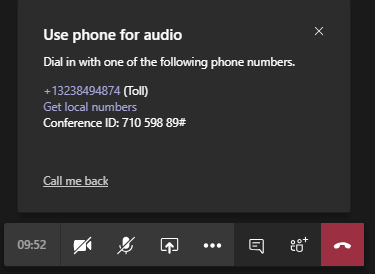 Use phone for audio
Dial in with one of the following phone numbers.
+13238494874 (Toll)
Get local numbers
Conference ID: 710 598 89#
Call me back
09:52